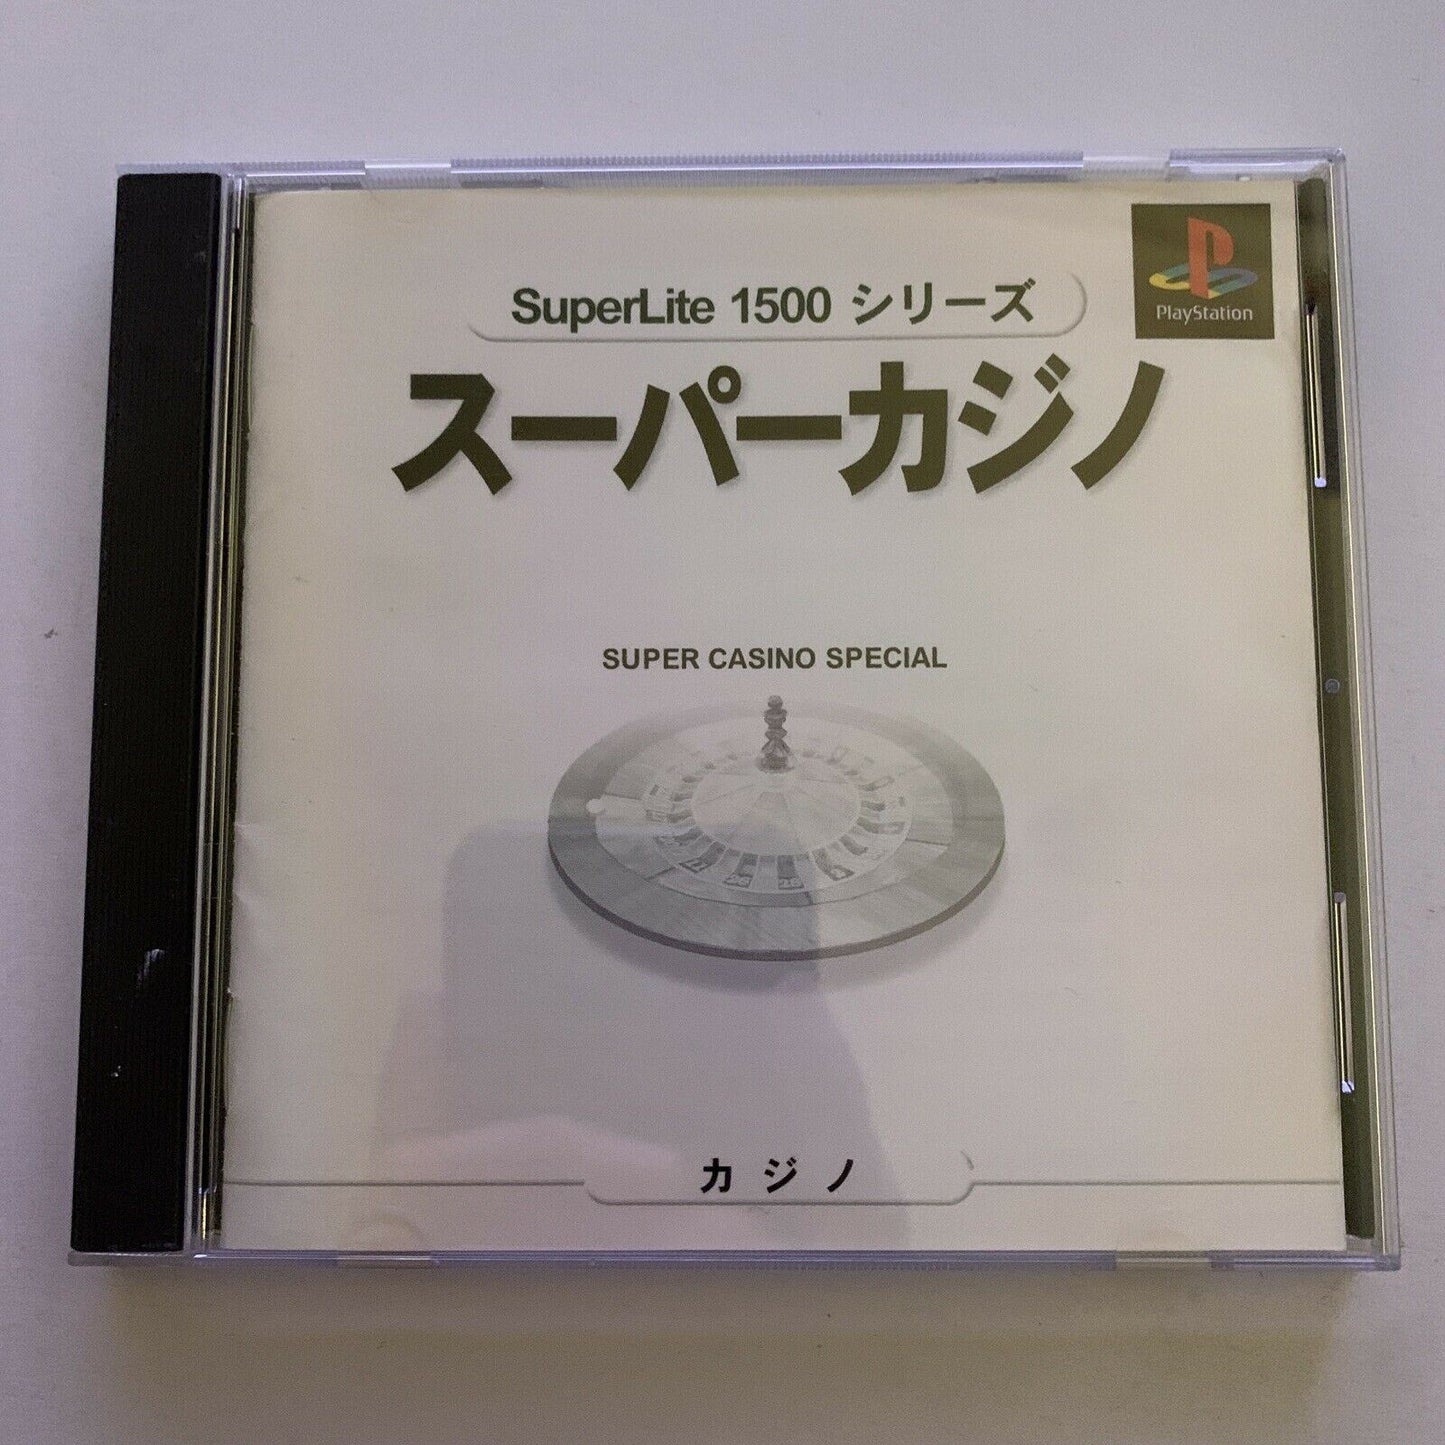 PlayStation
SuperLite 1500 シリーズ
スーパーカジノ
SUPER CASINO SPECIAL
カジノ